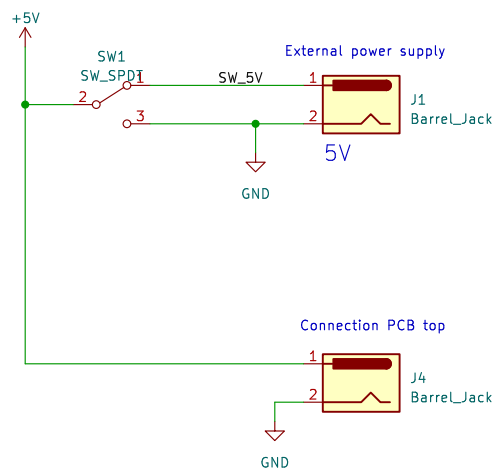 +5V
External power supply
SW1
SW_SPDT
1
SW_5V
1
2
J1
3
2
Barrel_Jack
5V
GND
Connection PCB top
1
J4
2
Barrel_Jack
GND